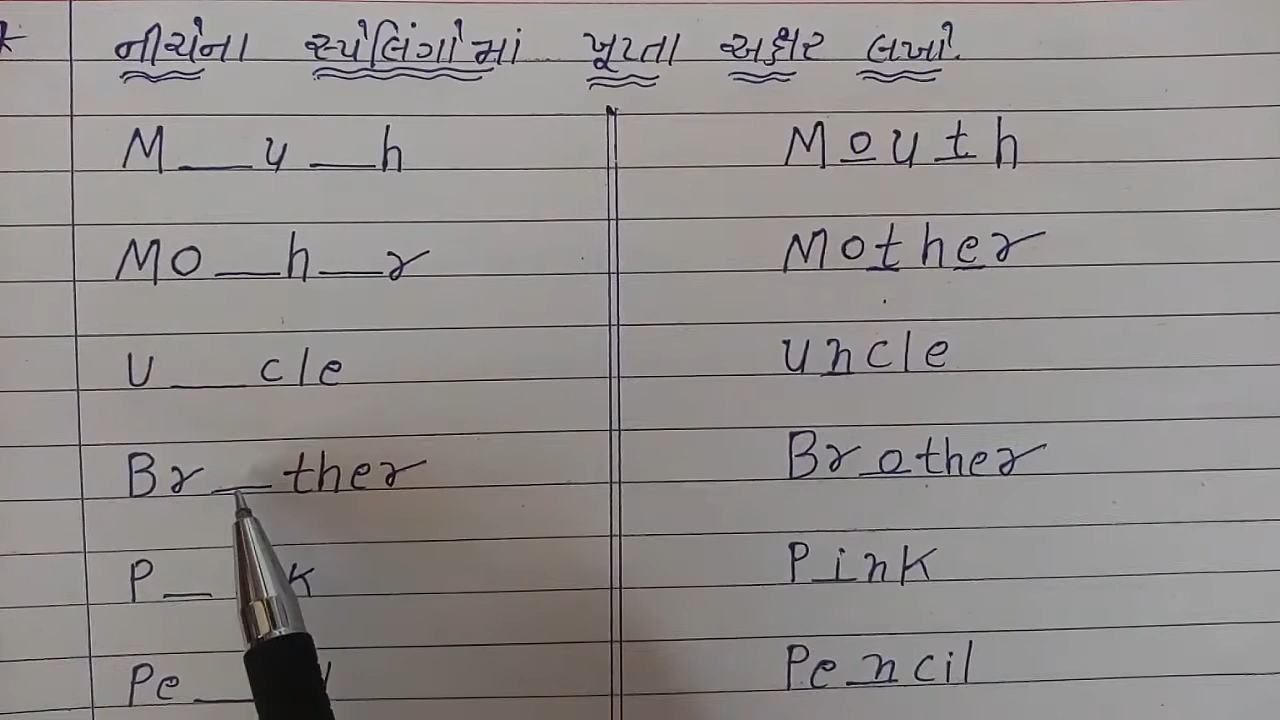 નીચેના સ્પેલિંગોમાં ખૂટતા અક્ષર લખો.
M__u__h Mouth
Mo__h__r Mother
U__cle Uncle
Br__ther Brother
P__ k Pink
Pe__ Pencil